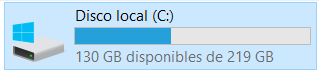 Disco local (C:)
130 GB disponibles de 219 GB